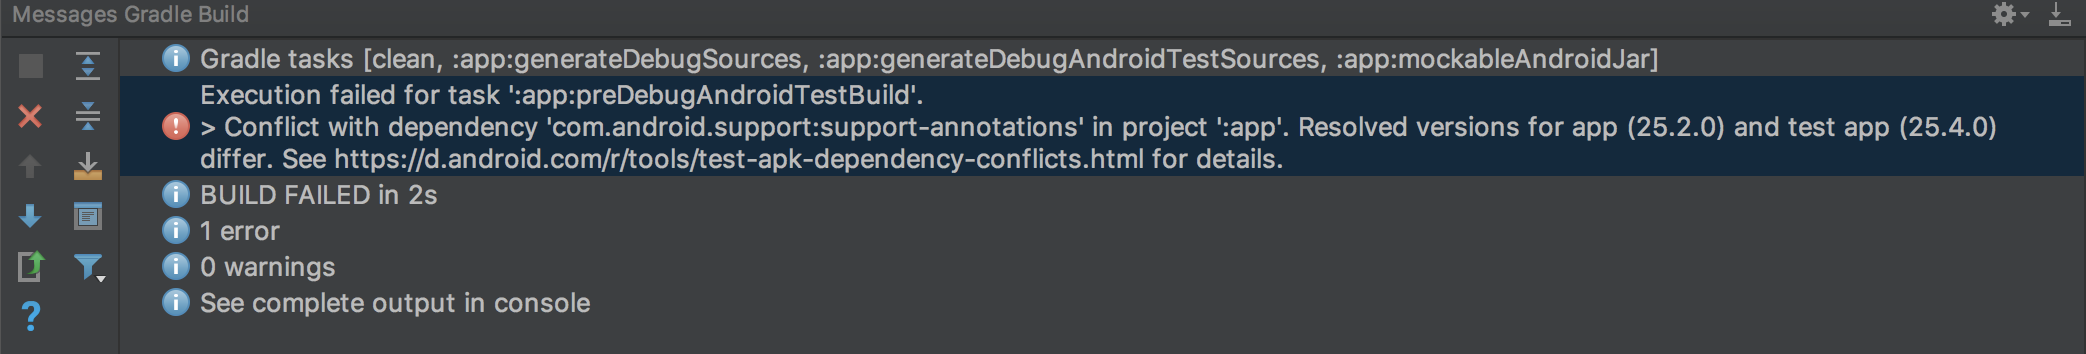 Messages Gradle Build
Gradle tasks [clean, :app:generateDebugSources, :app:generateDebugAndroidTestSources, :app:mockableAndroidJar]
Execution failed for task ':app:preDebugAndroidTestBuild'.
> Conflict with dependency 'com.android.support:support-annotations' in project ':app'. Resolved versions for app (25.2.0) and test app (25.4.0)
differ. See https://d.android.com/r/tools/test-apk-dependency-conflicts.html for details.
BUILD FAILED in 2s
1 error
0 warnings
See complete output in console